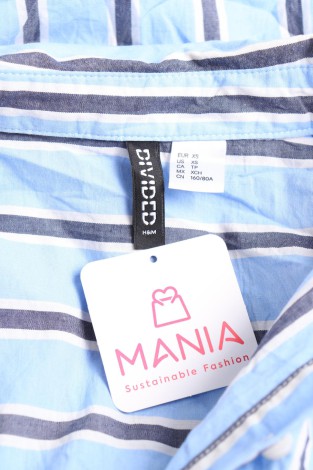 DIVIDED
H&M
EUR XS
US XS
CA TP
MX XCH
CN 160/80A
MANIA
Sustainable Fashion